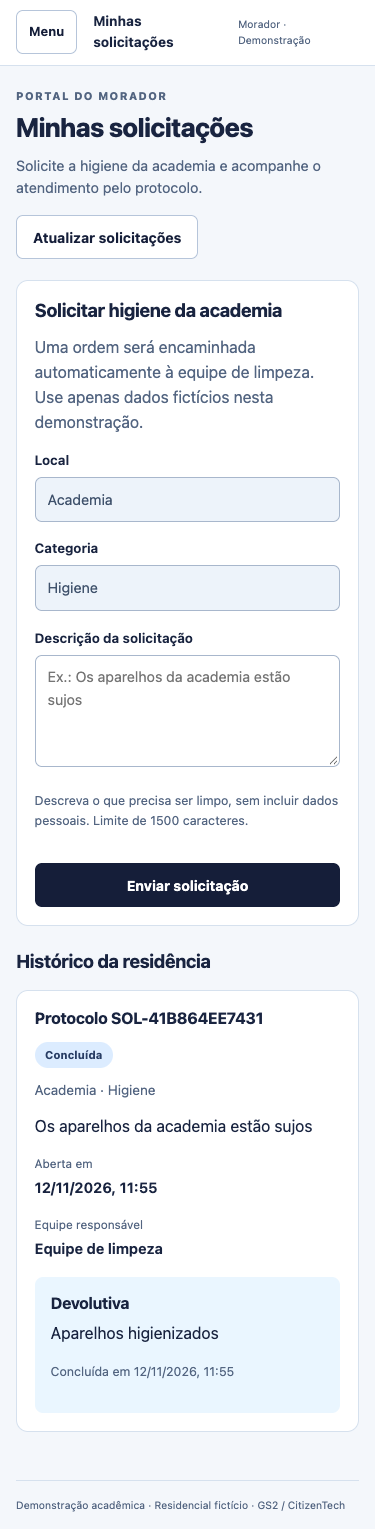 Menu
Minhas
solicitações
Morador ·
Demonstração
PORTAL DO MORADOR
Minhas solicitações
Solicite a higiene da academia e acompanhe o
atendimento pelo protocolo.
Atualizar solicitações
Solicitar higiene da academia
Uma ordem será encaminhada
automaticamente à equipe de limpeza.
Use apenas dados fictícios nesta
demonstração.
Local
Academia
Categoria
Higiene
Descrição da solicitação
Ex.: Os aparelhos da academia estão
sujos
Descreva o que precisa ser limpo, sem incluir dados
pessoais. Limite de 1500 caracteres.
Enviar solicitação
Histórico da residência
Protocolo SOL-41B864EE7431
Concluída
Academia · Higiene
Os aparelhos da academia estão sujos
Aberta em
12/11/2026, 11:55
Equipe responsável
Equipe de limpeza
Devolutiva
Aparelhos higienizados
Concluída em 12/11/2026, 11:55
Demonstração acadêmica · Residencial fictício · GS2 / CitizenTech